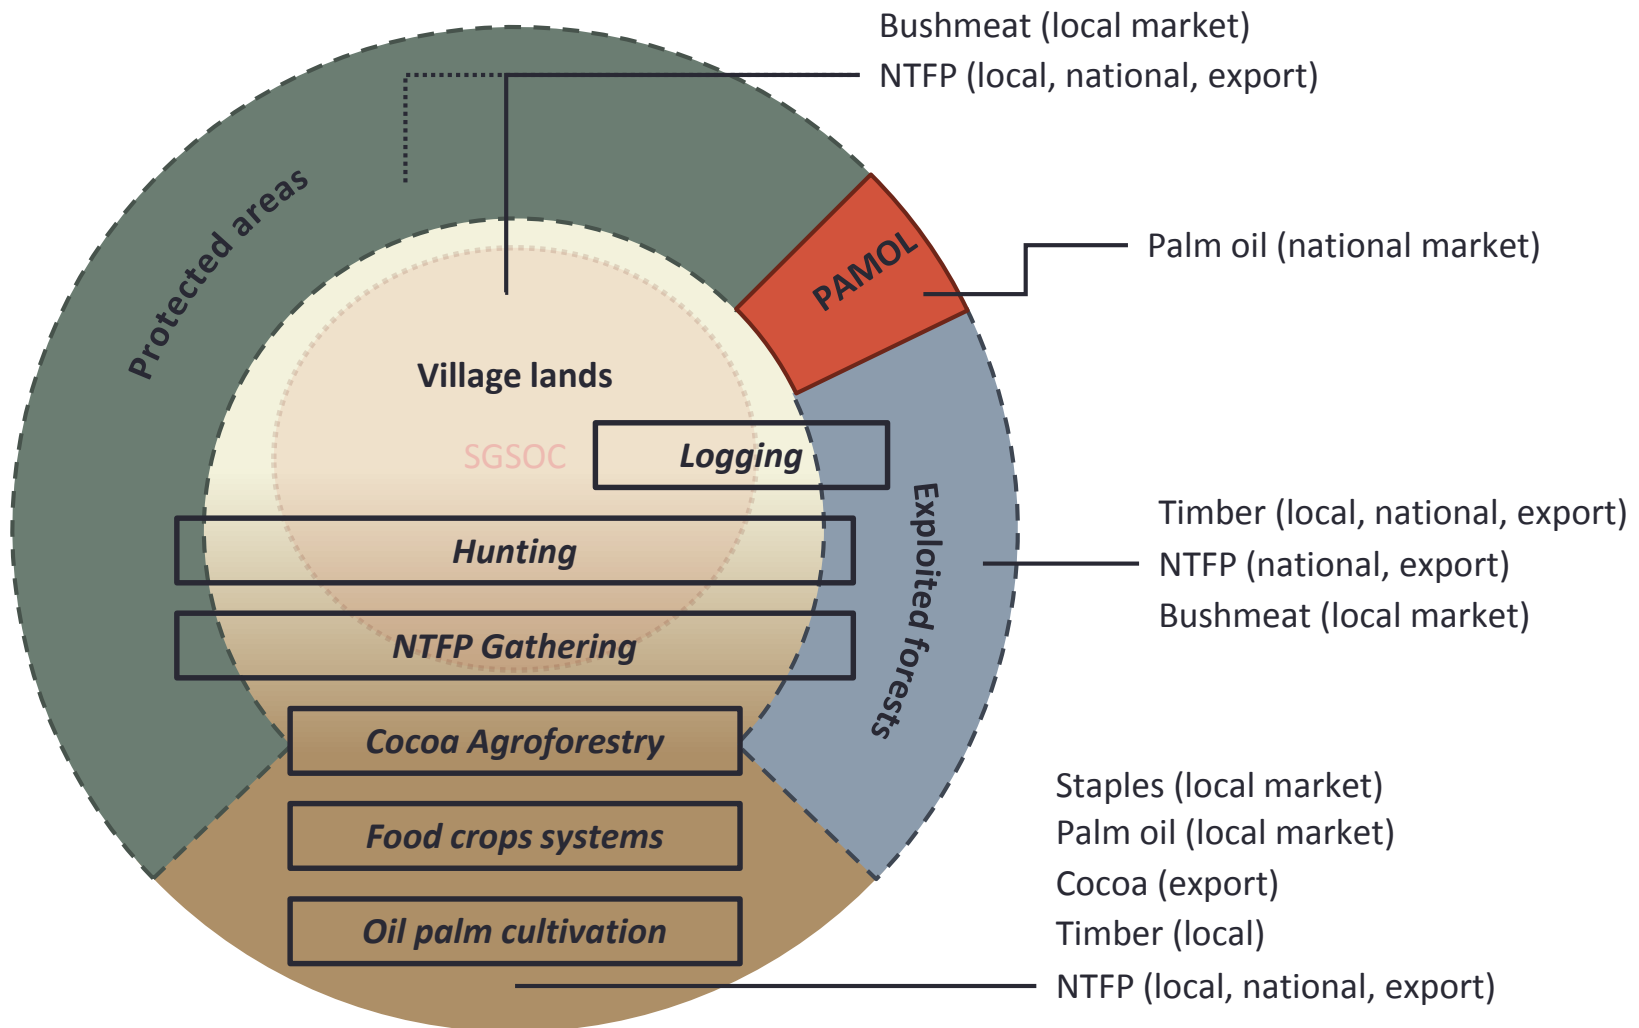 Bushmeat (local market)
NTFP (local, national, export)
Protected areas
PAMOL
Palm oil (national market)
Village lands
SGSOC
Logging
Exploited forests
Timber (local, national, export)
NTFP (national, export)
Bushmeat (local market)
Hunting
NTFP Gathering
Cocoa Agroforestry
Food crops systems
Oil palm cultivation
Staples (local market)
Palm oil (local market)
Cocoa (export)
Timber (local)
NTFP (local, national, export)